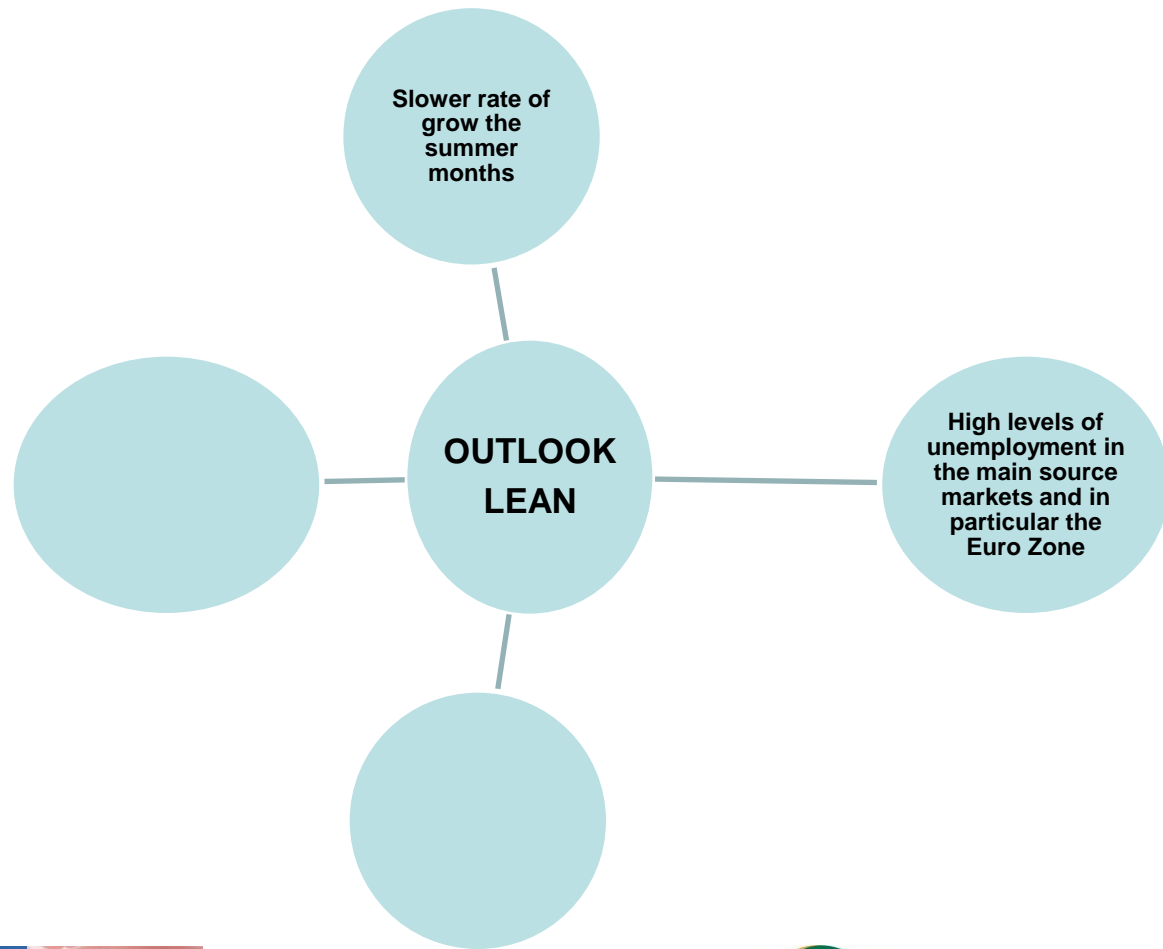 Slower rate of
grow the
summer
months
OUTLOOK
LEAN
High levels of
unemployment in
the main source
markets and in
particular the
Euro Zone